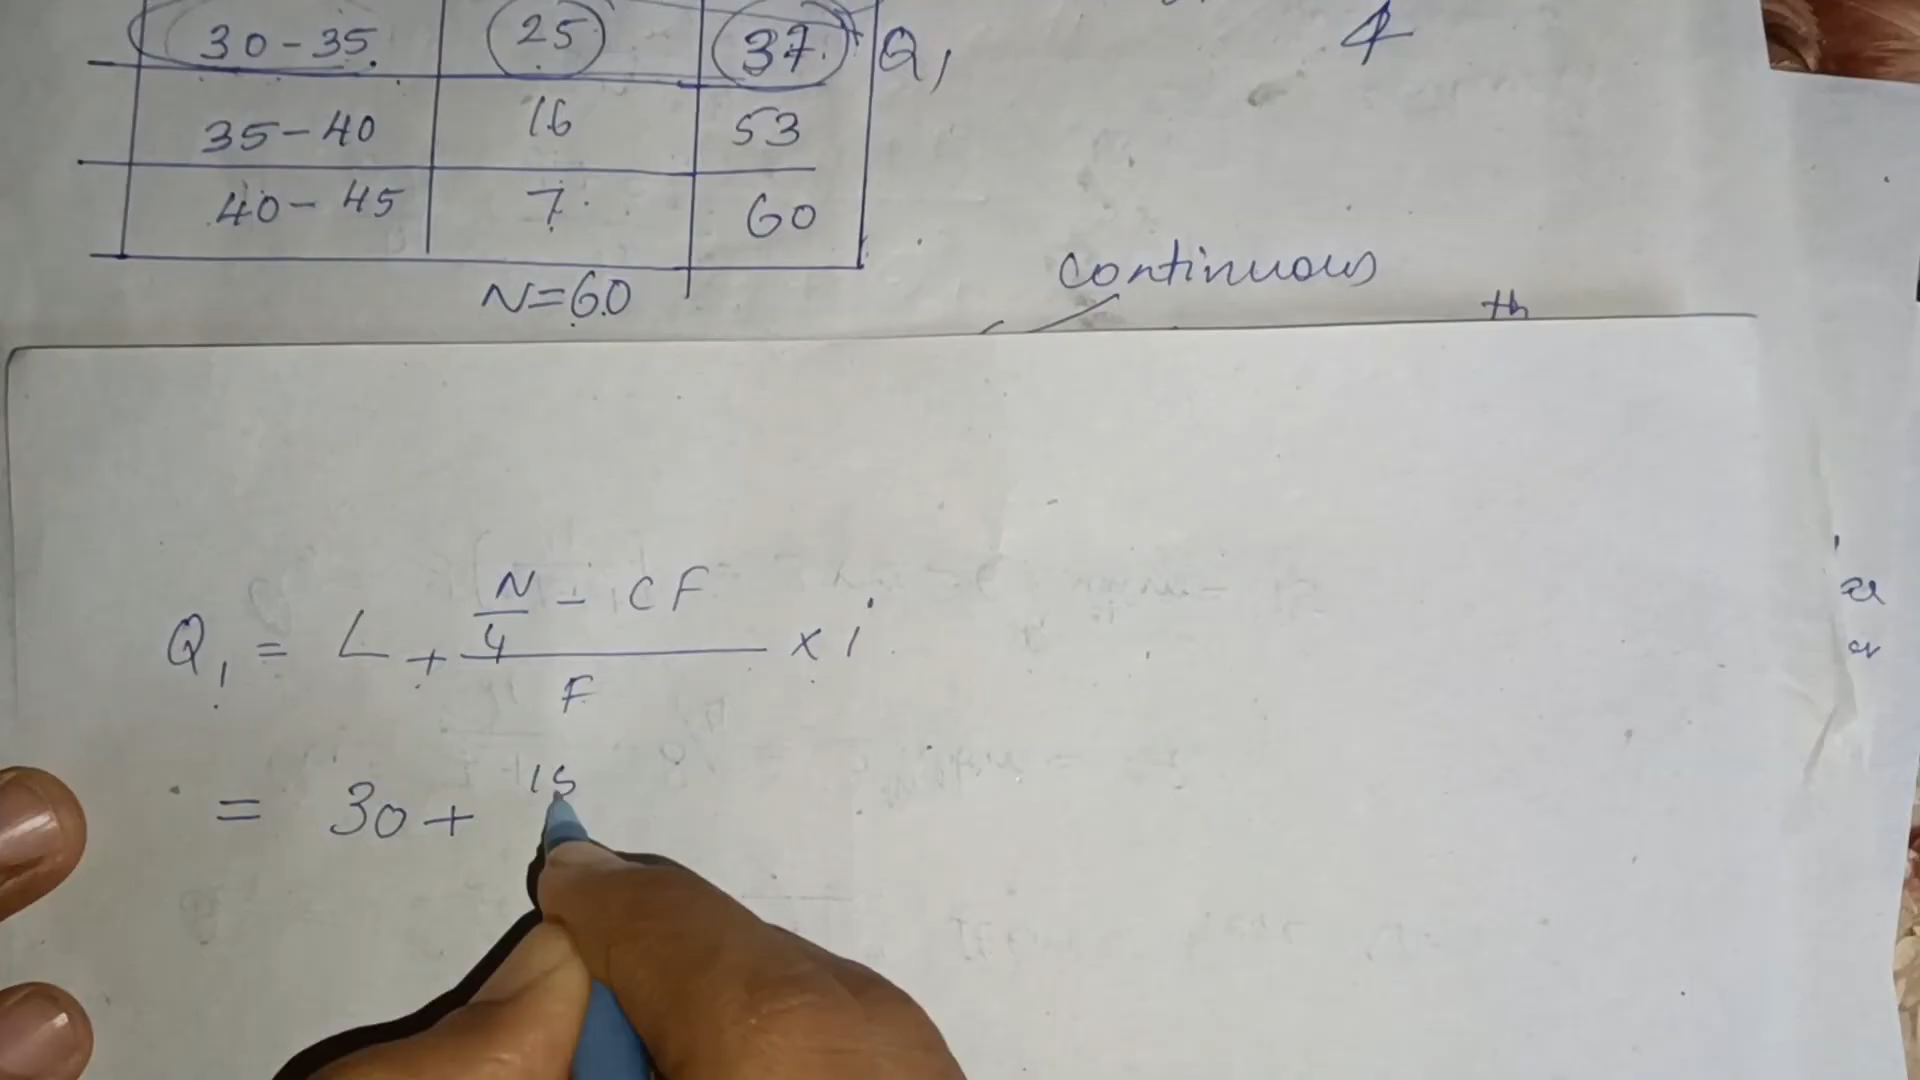 30-35 25 37 Q1 4
35-40 16 53
40-45 7 60
N=60
continuous
th
Q1 = L + N/4 - CF / F × i
= 30 + 15